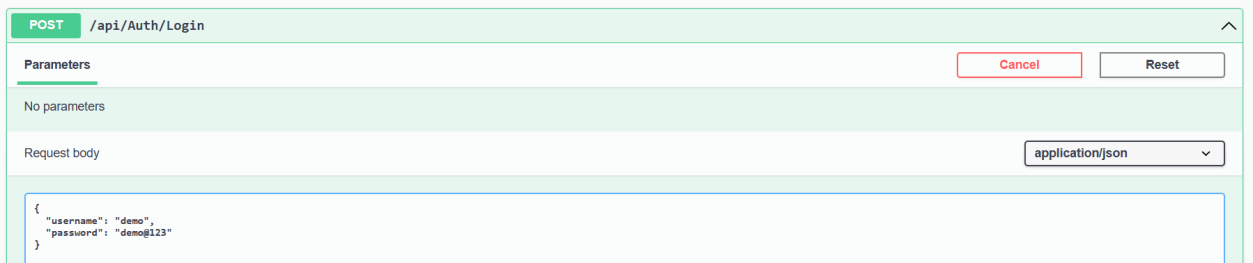 POST /api/Auth/Login
Parameters
Cancel
Reset
No parameters
Request body
application/json
{
  "username": "demo",
  "password": "demo@123"
}